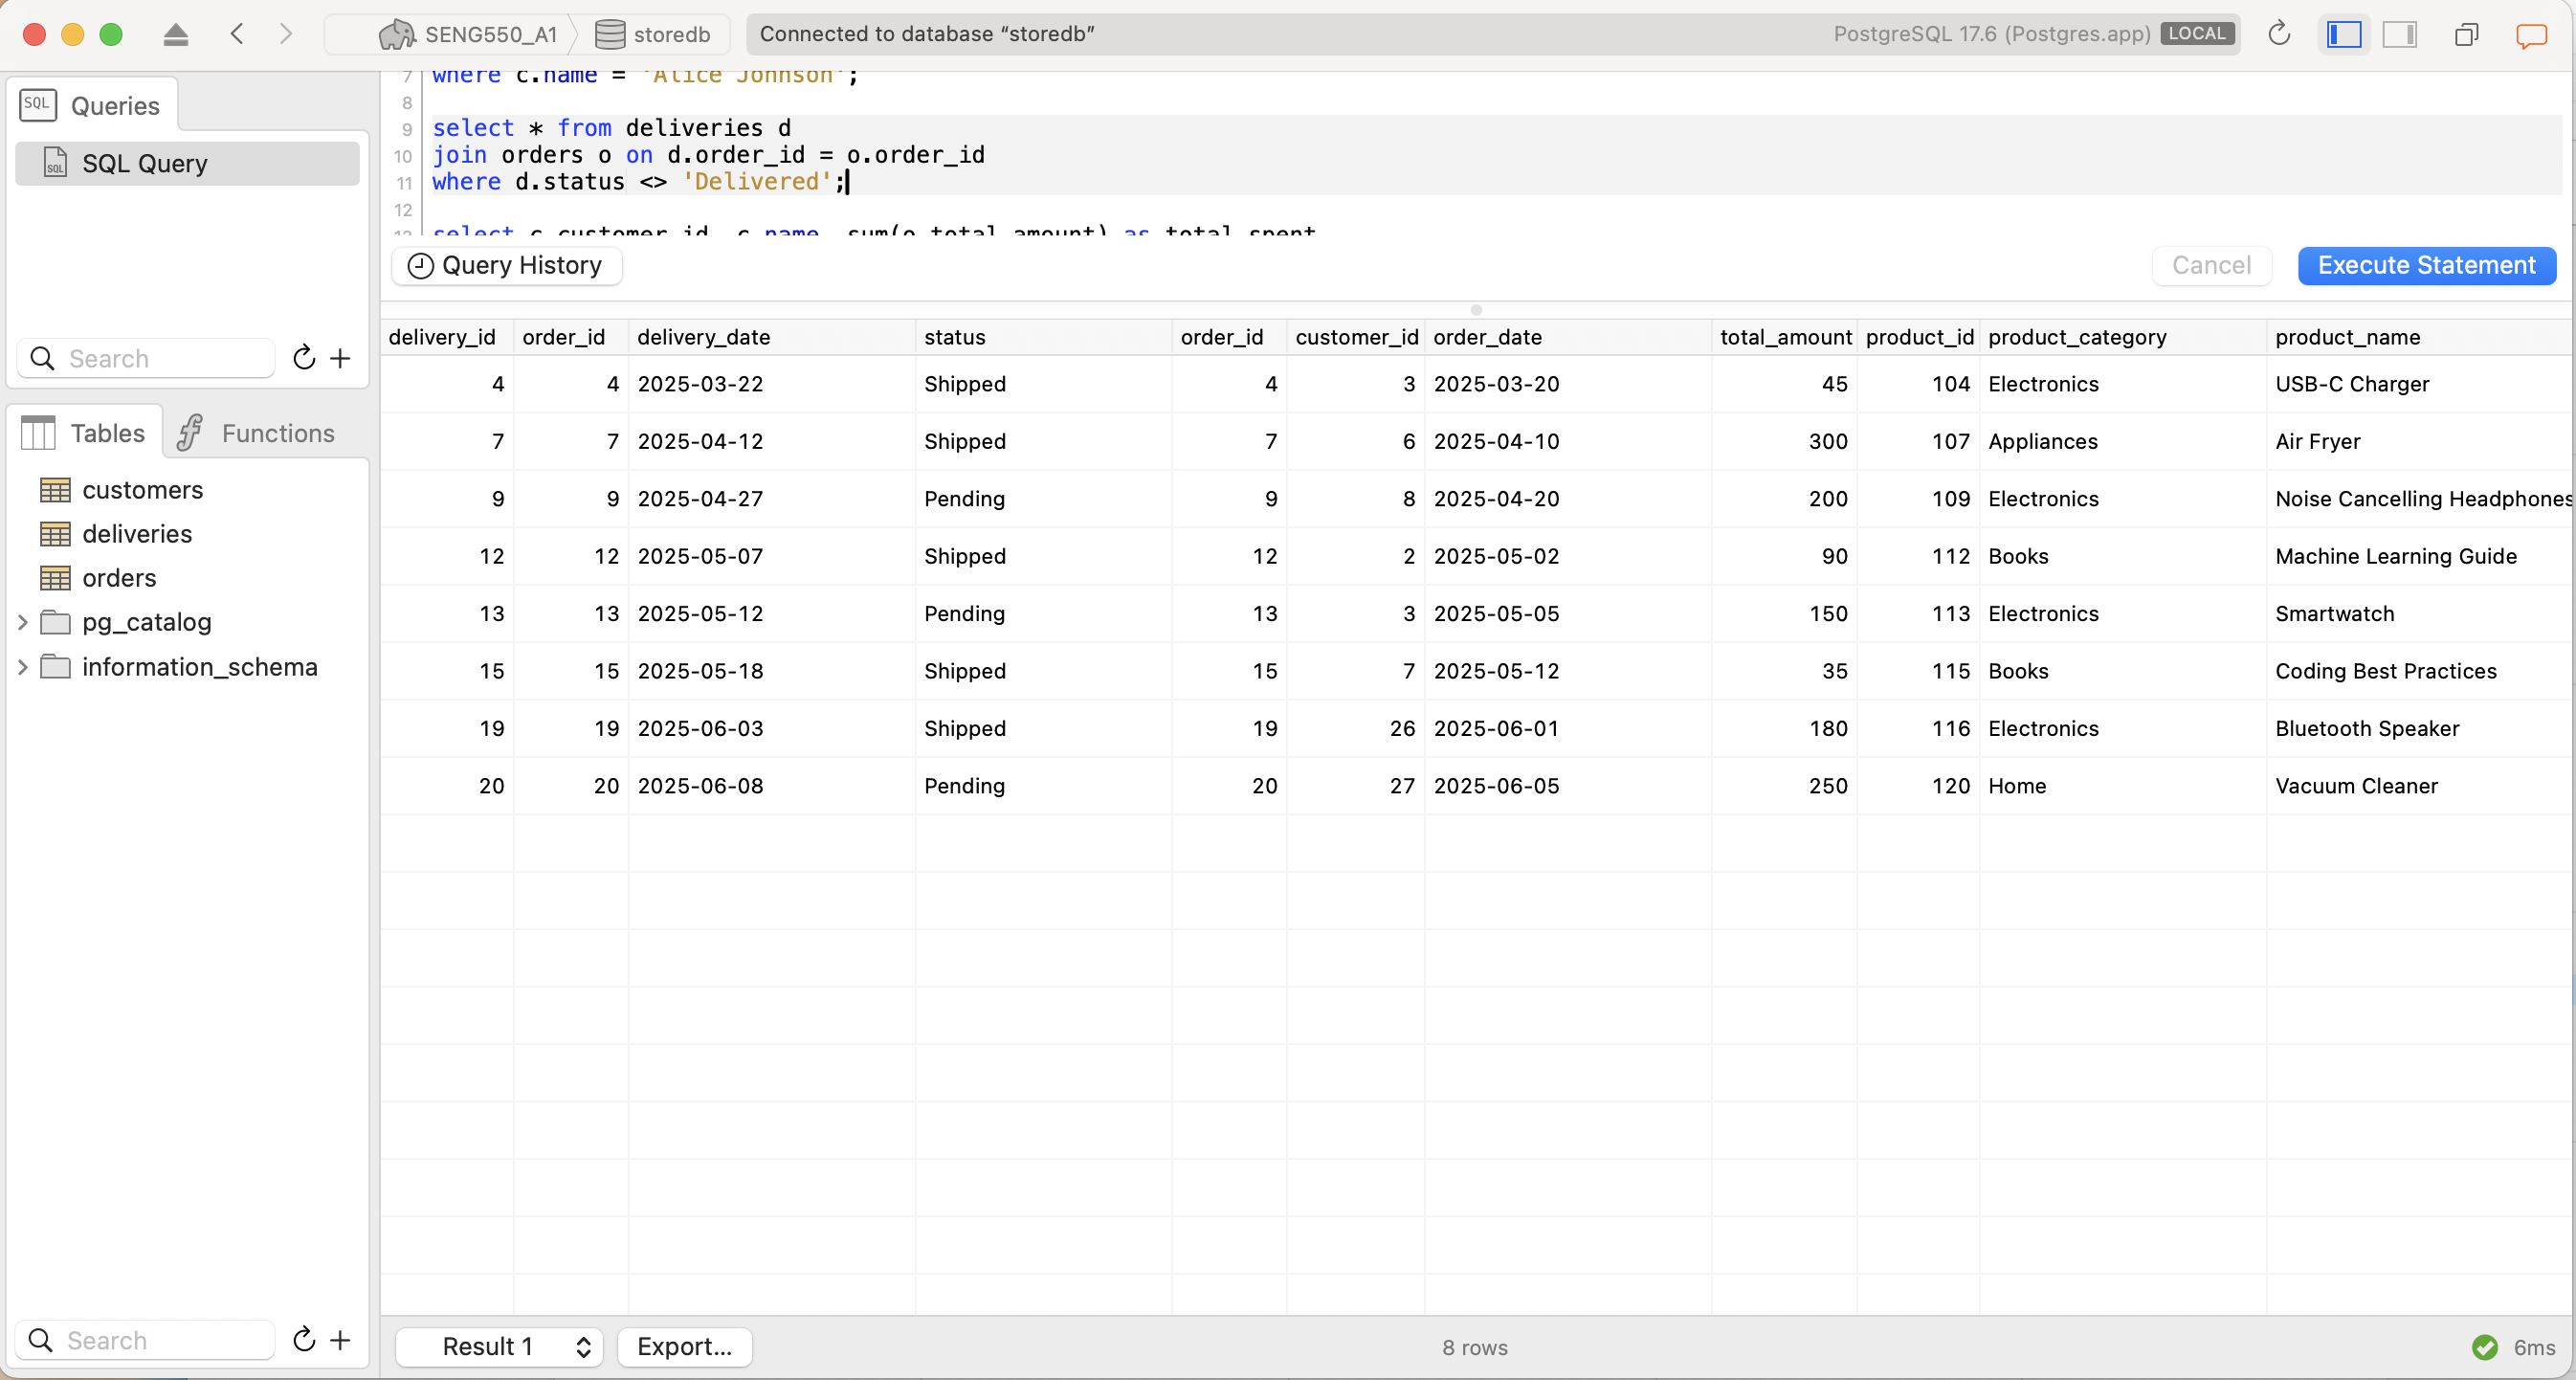 SENG550_A1
storedb
Connected to database “storedb”
PostgreSQL 17.6 (Postgres.app)
LOCAL
SQL Queries
SQL SQL Query
Search
Tables
Functions
customers
deliveries
orders
pg_catalog
information_schema
Search
7 where c.name = 'Alice Johnson';
8
9 select * from deliveries d
10 join orders o on d.order_id = o.order_id
11 where d.status <> 'Delivered';
12
13 select c.customer_id, c.name, sum(o.total_amount) as total_spent
Query History
Cancel
Execute Statement
delivery_id order_id delivery_date status order_id customer_id order_date total_amount product_id product_category product_name
4 4 2025-03-22 Shipped 4 3 2025-03-20 45 104 Electronics USB-C Charger
7 7 2025-04-12 Shipped 7 6 2025-04-10 300 107 Appliances Air Fryer
9 9 2025-04-27 Pending 9 8 2025-04-20 200 109 Electronics Noise Cancelling Headphones
12 12 2025-05-07 Shipped 12 2 2025-05-02 90 112 Books Machine Learning Guide
13 13 2025-05-12 Pending 13 3 2025-05-05 150 113 Electronics Smartwatch
15 15 2025-05-18 Shipped 15 7 2025-05-12 35 115 Books Coding Best Practices
19 19 2025-06-03 Shipped 19 26 2025-06-01 180 116 Electronics Bluetooth Speaker
20 20 2025-06-08 Pending 20 27 2025-06-05 250 120 Home Vacuum Cleaner
Result 1
Export...
8 rows
6ms